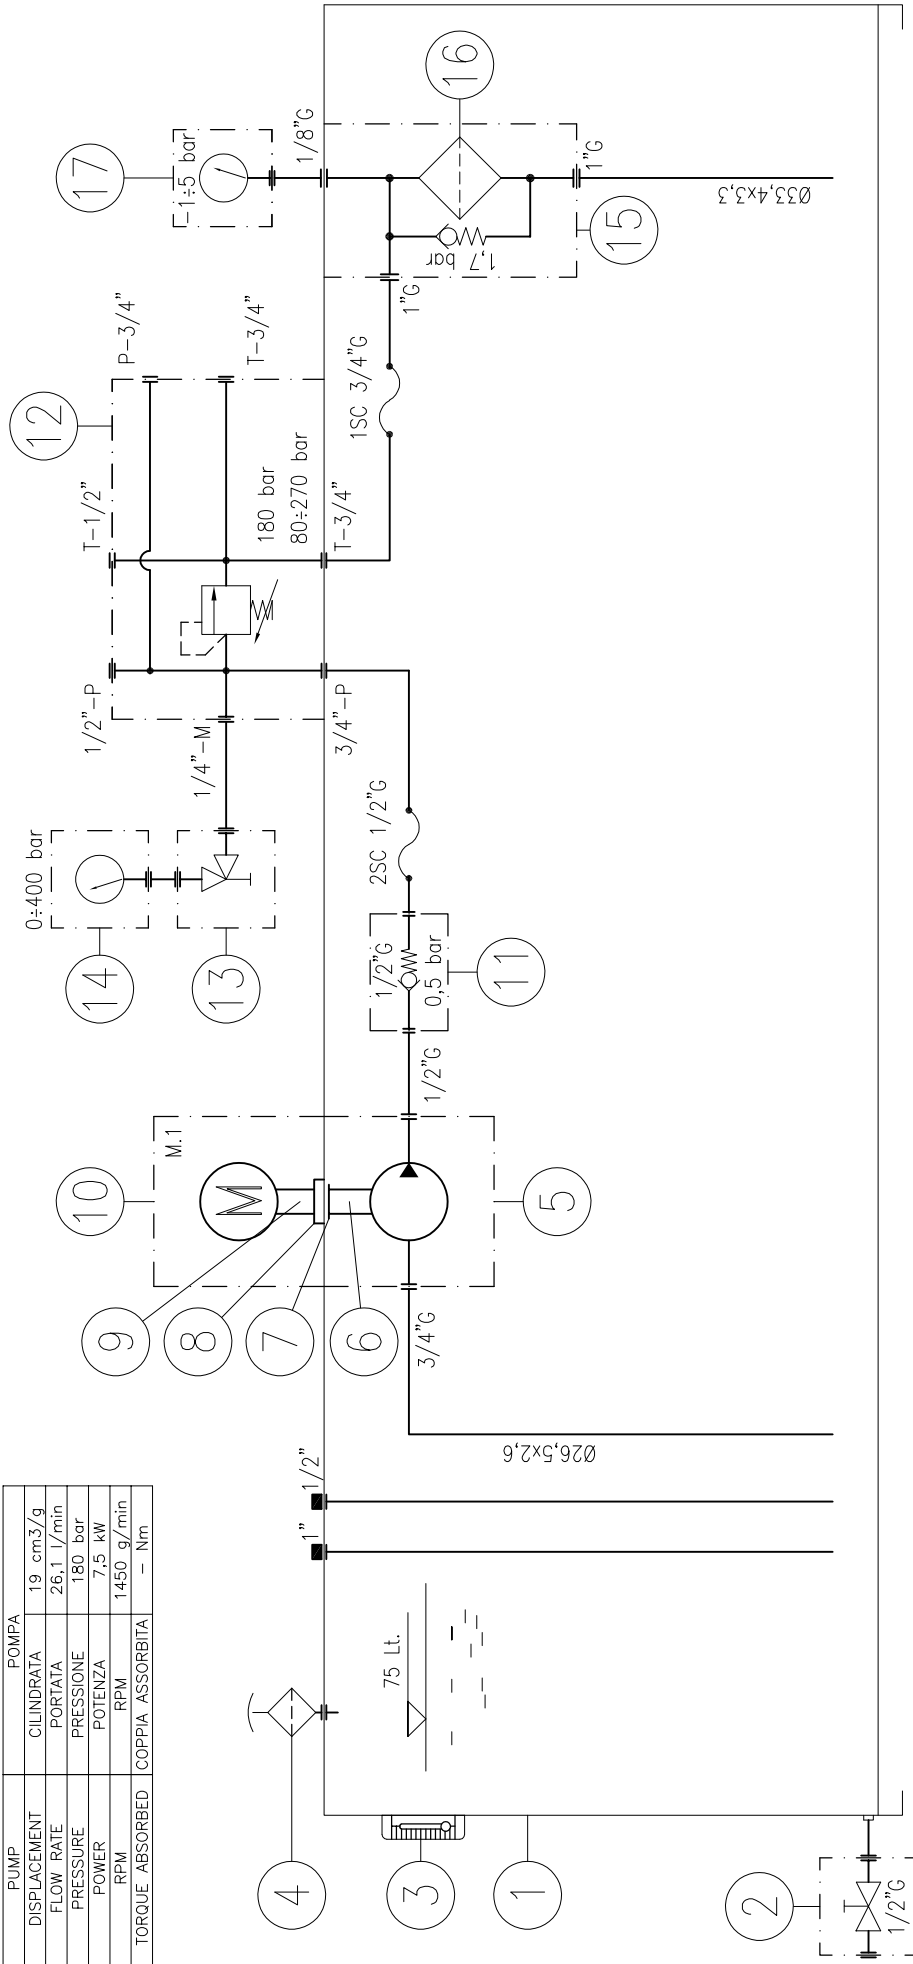 PUMP POMPA
DISPLACEMENT CILINDRATA 19 cm3/g
FLOW RATE PORTATA 26,1 l/min
PRESSURE PRESSIONE 180 bar
POWER POTENZA 7,5 kW
RPM RPM 1450 g/min
TORQUE ABSORBED COPPIA ASSORBITA – Nm
14
0÷400 bar
13
1/4"–M
1/2"–P
T–1/2"
12
P–3/4"
T–3/4"
180 bar
80÷270 bar
17
–1÷5 bar
1/8"G
16
10
M.1
M
9
8
7
6
5
4
1"
1/2"
3/4"–P
T–3/4"
1SC 3/4"G
1"G
1,7 bar
15
1"G
Ø33,4x3,3
3
75 Lt.
Ø26,5x2,6
3/4"G
1/2"G
1/2"G
0,5 bar
11
2SC 1/2"G
1
2
1/2"G